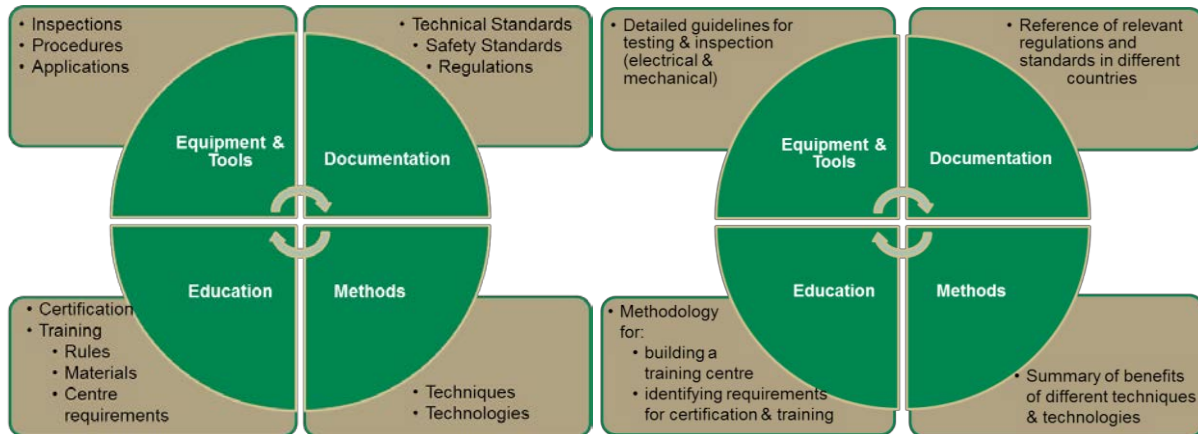 • Inspections
• Procedures
• Applications
• Technical Standards
• Safety Standards
• Regulations
Equipment &
Tools
Documentation
Education
Methods
• Certification
• Training
• Rules
• Materials
• Centre
requirements
• Techniques
• Technologies
• Detailed guidelines for
testing & inspection
(electrical &
mechanical)
• Reference of relevant
regulations and
standards in different
countries
Equipment &
Tools
Documentation
Education
Methods
• Methodology
for:
• building a
training centre
• identifying requirements
for certification & training
• Summary of benefits
of different techniques
& technologies